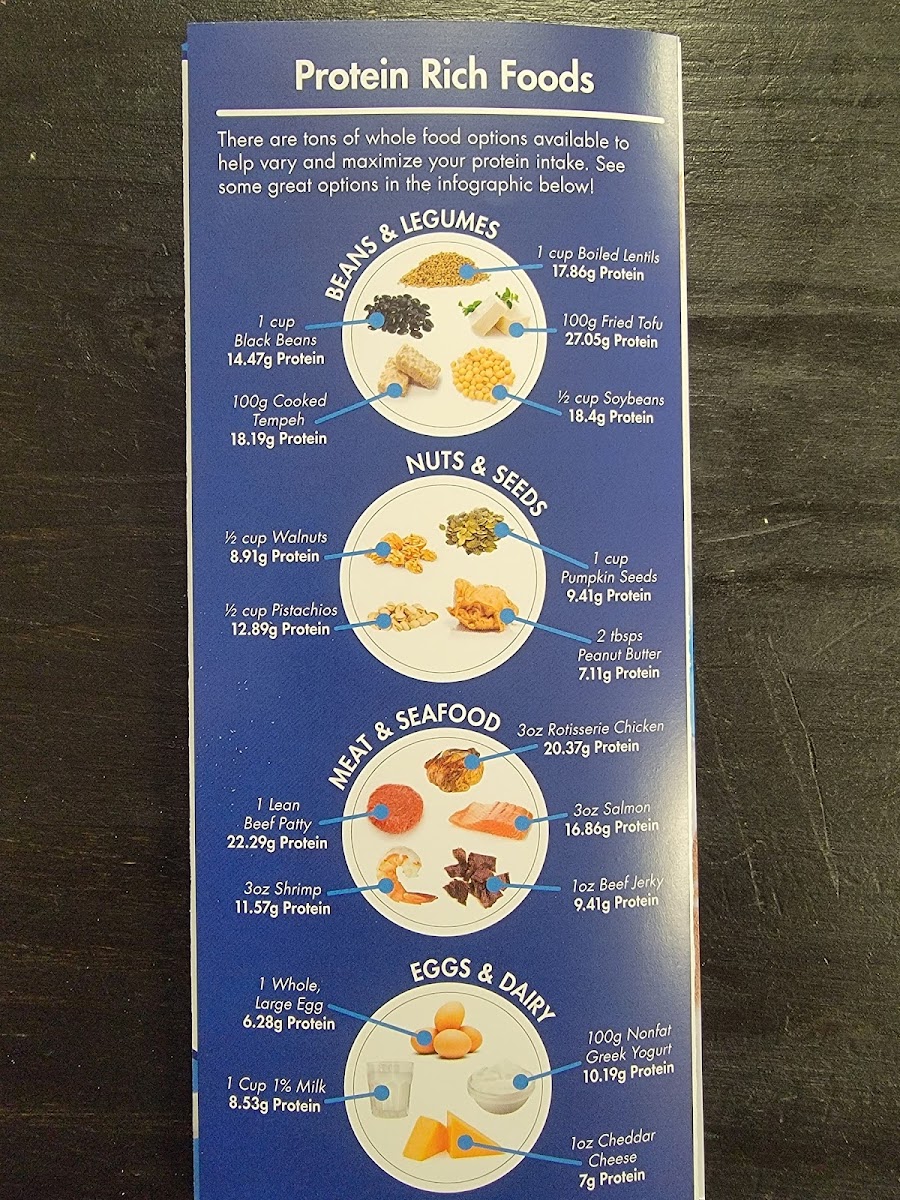 Protein Rich Foods
There are tons of whole food options available to
help vary and maximize your protein intake. See
some great options in the infographic below!
BEANS & LEGUMES
1 cup Boiled Lentils
17.86g Protein
1 cup
Black Beans
14.47g Protein
100g Fried Tofu
27.05g Protein
100g Cooked
Tempeh
18.19g Protein
½ cup Soybeans
18.4g Protein
NUTS & SEEDS
½ cup Walnuts
8.91g Protein
1 cup
Pumpkin Seeds
9.41g Protein
½ cup Pistachios
12.89g Protein
2 tbsps
Peanut Butter
7.11g Protein
MEAT & SEAFOOD
3oz Rotisserie Chicken
20.37g Protein
1 Lean
Beef Patty
22.29g Protein
3oz Salmon
16.86g Protein
3oz Shrimp
11.57g Protein
1oz Beef Jerky
9.41g Protein
EGGS & DAIRY
1 Whole,
Large Egg
6.28g Protein
100g Nonfat
Greek Yogurt
10.19g Protein
1 Cup 1% Milk
8.53g Protein
1oz Cheddar
Cheese
7g Protein